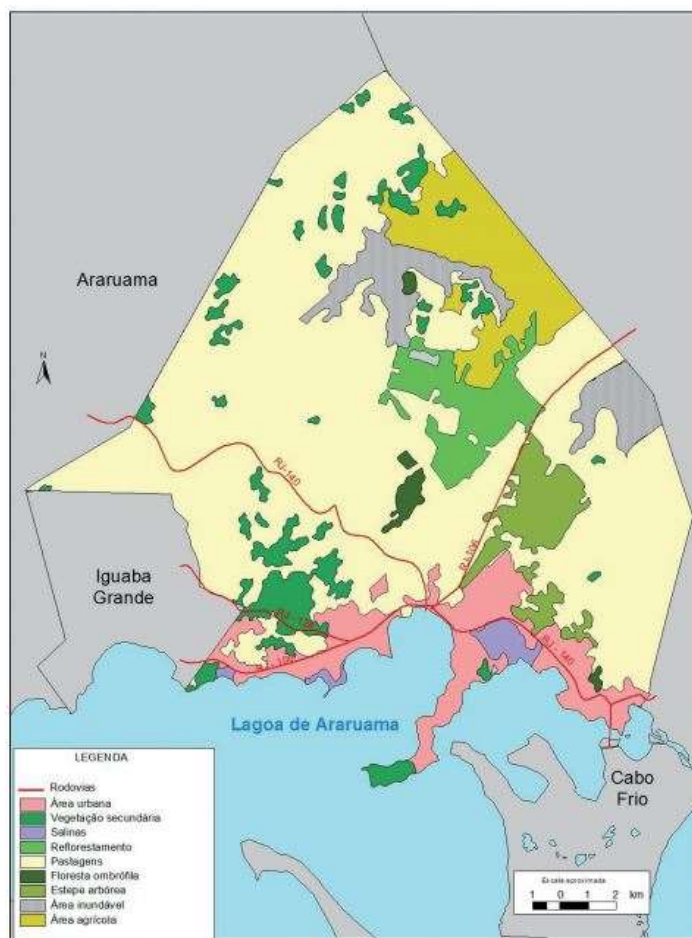 Araruama
N
RJ-140
RJ-106
Iguaba
Grande
RJ - 140
Lagoa de Araruama
Cabo
Frio
LEGENDA
Rodovias
Área urbana
Vegetação secundária
Salinas
Reflorestamento
Pastagens
Floresta ombrófila
Estepe arbórea
Área inundável
Área agrícola
Escala aproximada
1 0 1 2 km